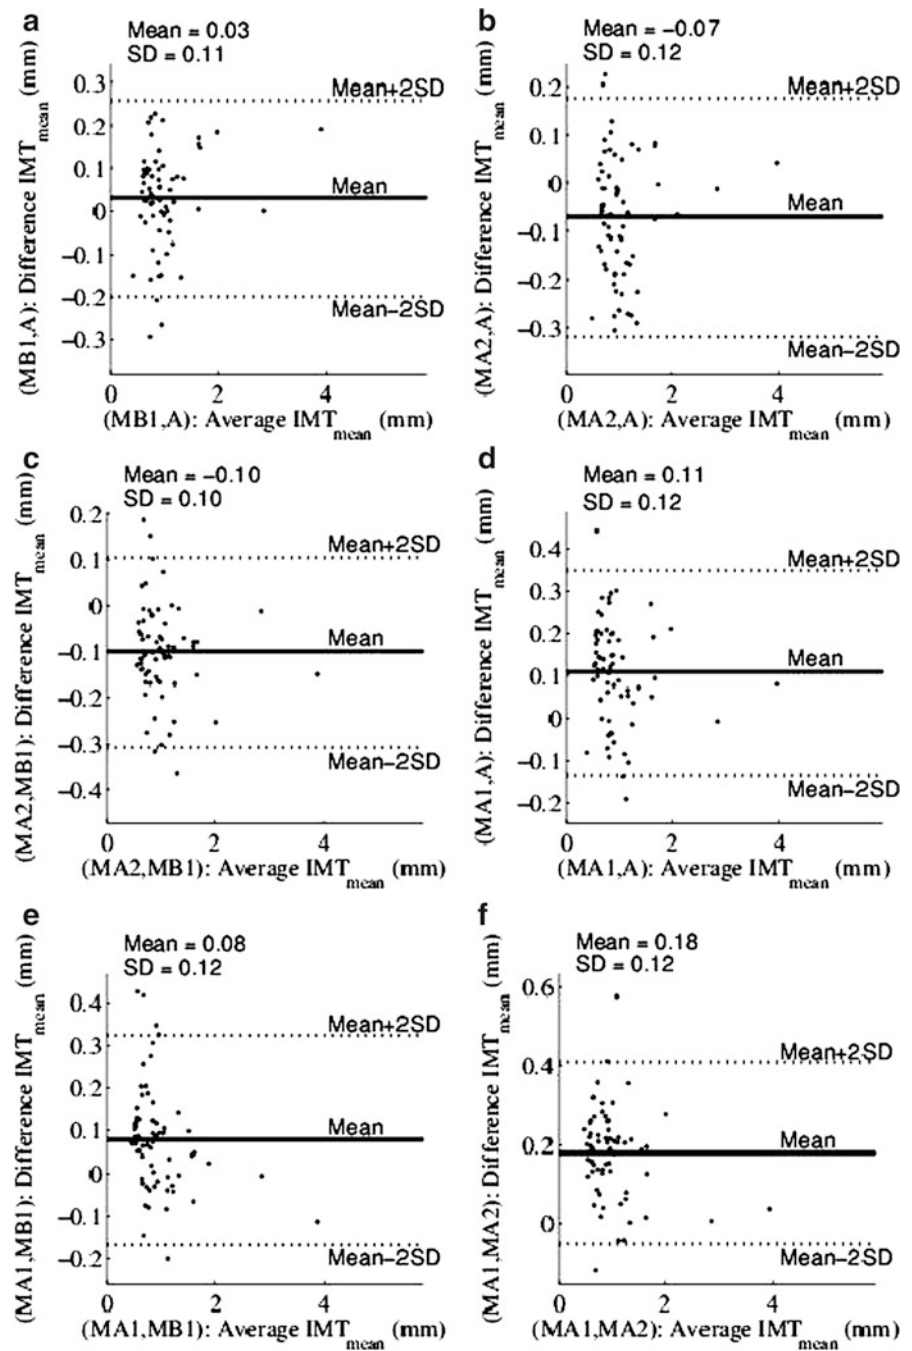 a
Mean = 0.03
SD = 0.11
(MB1,A): Difference IMTmean (mm)
0.3
0.2
0.1
0
−0.1
−0.2
−0.3
Mean+2SD
Mean
Mean−2SD
0 2 4
(MB1,A): Average IMTmean (mm)
b
Mean = −0.07
SD = 0.12
(MA2,A): Difference IMTmean (mm)
0.2
0.1
0
−0.1
−0.2
−0.3
Mean+2SD
Mean
Mean−2SD
0 2 4
(MA2,A): Average IMTmean (mm)
c
Mean = −0.10
SD = 0.10
(MA2,MB1): Difference IMTmean (mm)
0.2
0.1
0
−0.1
−0.2
−0.3
−0.4
Mean+2SD
Mean
Mean−2SD
0 2 4
(MA2,MB1): Average IMTmean (mm)
d
Mean = 0.11
SD = 0.12
(MA1,A): Difference IMTmean (mm)
0.4
0.3
0.2
0.1
0
−0.1
−0.2
Mean+2SD
Mean
Mean−2SD
0 2 4
(MA1,A): Average IMTmean (mm)
e
Mean = 0.08
SD = 0.12
(MA1,MB1): Difference IMTmean (mm)
0.4
0.3
0.2
0.1
0
−0.1
−0.2
Mean+2SD
Mean
Mean−2SD
0 2 4
(MA1,MB1): Average IMTmean (mm)
f
Mean = 0.18
SD = 0.12
(MA1,MA2): Difference IMTmean (mm)
0.6
0.4
0.2
0
Mean+2SD
Mean
Mean−2SD
0 2 4
(MA1,MA2): Average IMTmean (mm)